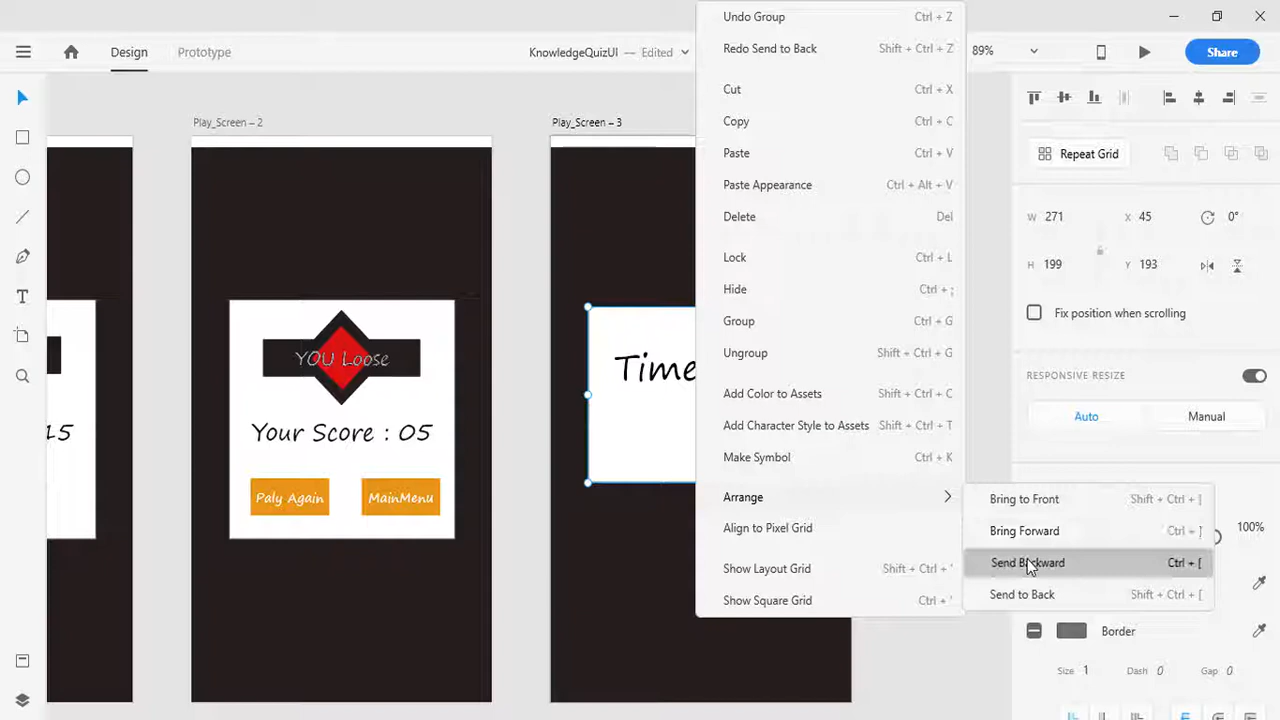 Design
Prototype
KnowledgeQuizUI — Edited
89%
Share
Play_Screen – 2
Play_Screen – 3
YOU Loose
Your Score : 05
Paly Again
MainMenu
15
Time
Undo Group Ctrl + Z
Redo Send to Back Shift + Ctrl + Z
Cut Ctrl + X
Copy Ctrl + C
Paste Ctrl + V
Paste Appearance Ctrl + Alt + V
Delete Del
Lock Ctrl + L
Hide Ctrl + ;
Group Ctrl + G
Ungroup Shift + Ctrl + G
Add Color to Assets Shift + Ctrl + C
Add Character Style to Assets Shift + Ctrl + T
Make Symbol Ctrl + K
Arrange
Align to Pixel Grid
Show Layout Grid Shift + Ctrl + '
Show Square Grid Ctrl + '
Bring to Front Shift + Ctrl + ]
Bring Forward Ctrl + ]
Send Backward Ctrl + [
Send to Back Shift + Ctrl + [
Repeat Grid
W 271 X 45 0°
H 199 Y 193
Fix position when scrolling
RESPONSIVE RESIZE
Auto Manual
100%
Border
Size 1 Dash 0 Gap 0